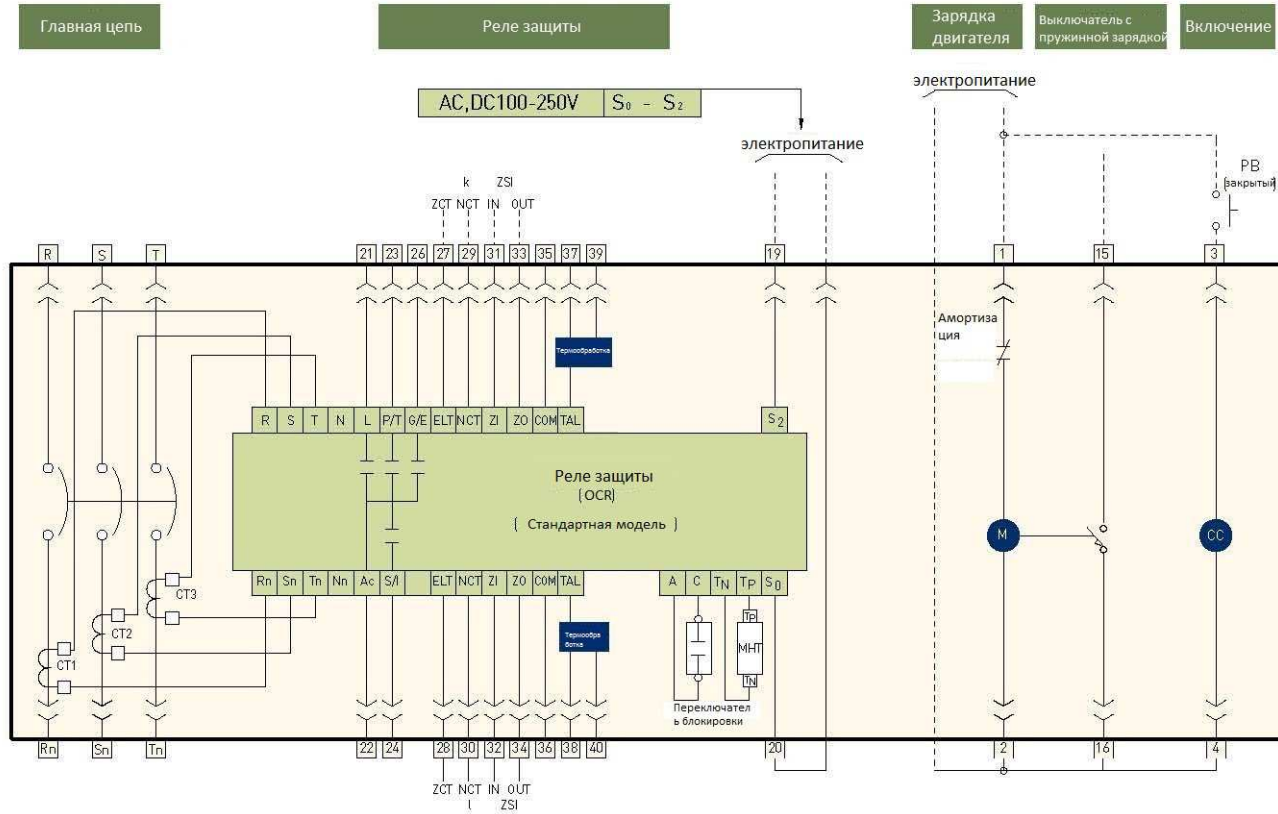 Главная цепь
Реле защиты
Зарядка
двигателя
Выключатель с
пружинной зарядкой
Включение
электропитание
AC,DC100-250V S₀ - S₂
электропитание
PB
(закрытый)
k ZSI
ZCT NCT IN OUT
R S T 21 23 26 27 29 31 33 35 37 39 19 1 15 3
Амортиза
ция
Термообработка
R S T N L P/T G/E ELT NCT ZI ZO COM TAL S₂
Реле защиты
(OCR)
( Стандартная модель )
M CC
Rn Sn Tn Nn Ac S/I ELT NCT ZI ZO COM TAL A C TN TP S₀
CT3
CT2
CT1
Термообра
ботка
TP
МНТ
TN
Переключател
ь блокировки
Rn Sn Tn 22 24 28 30 32 34 36 38 40 20 2 16 4
ZCT NCT IN OUT
l ZSI